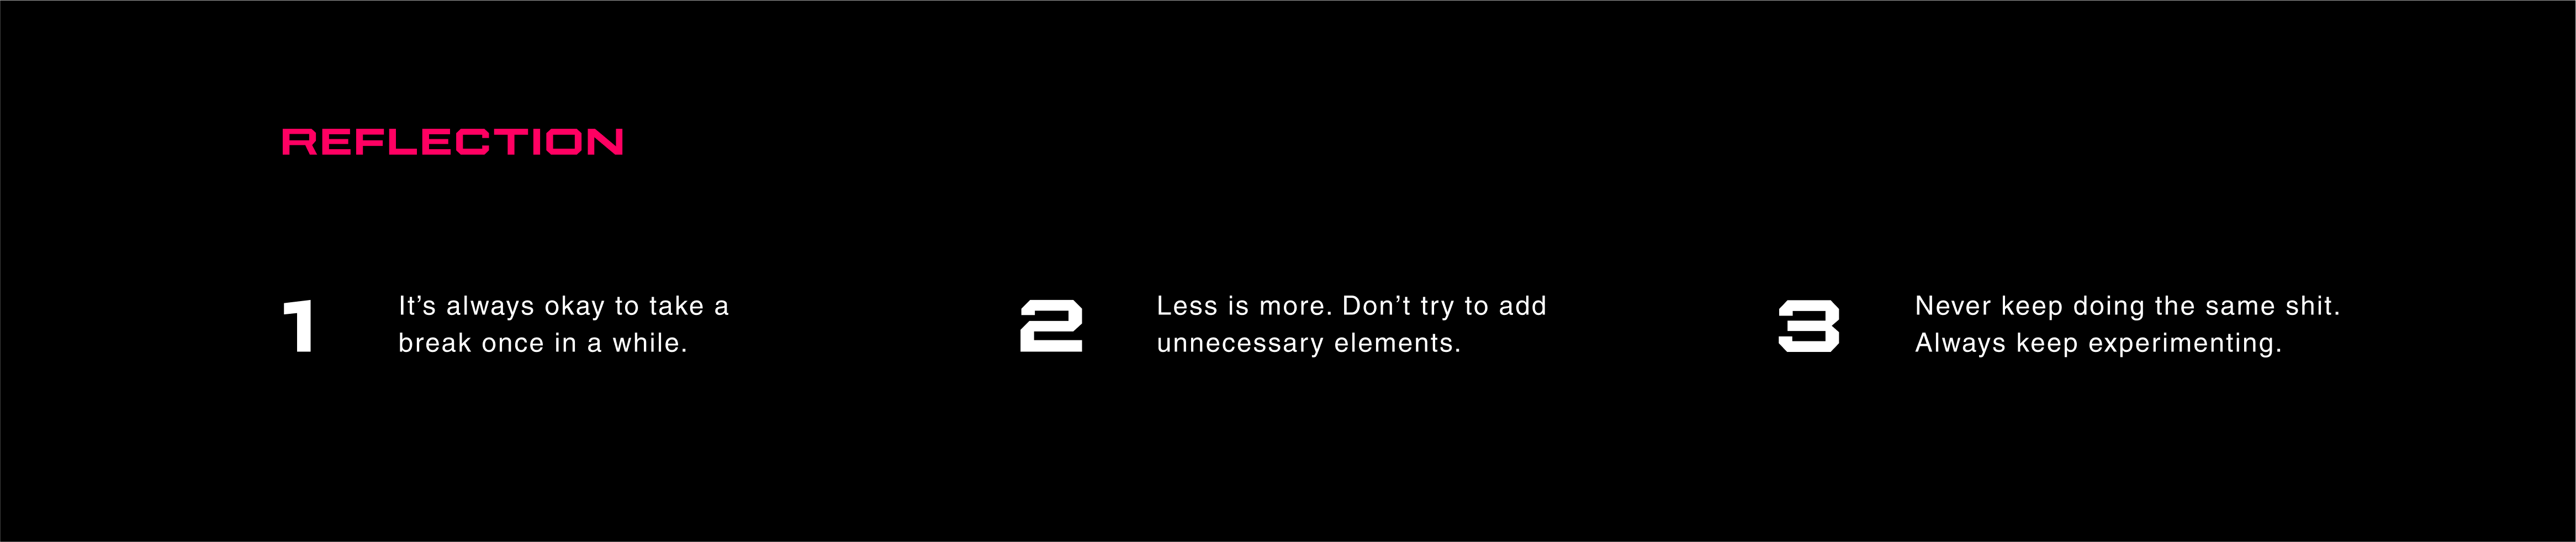 REFLECTION
1
It’s always okay to take a
break once in a while.
2
Less is more. Don’t try to add
unnecessary elements.
3
Never keep doing the same shit.
Always keep experimenting.